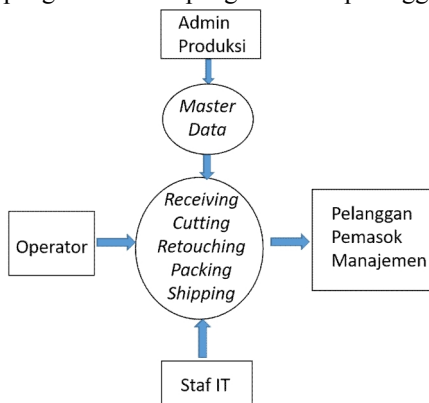 Admin
Produksi
Master
Data
Receiving
Cutting
Retouching
Packing
Shipping
Operator
Pelanggan
Pemasok
Manajemen
Staf IT